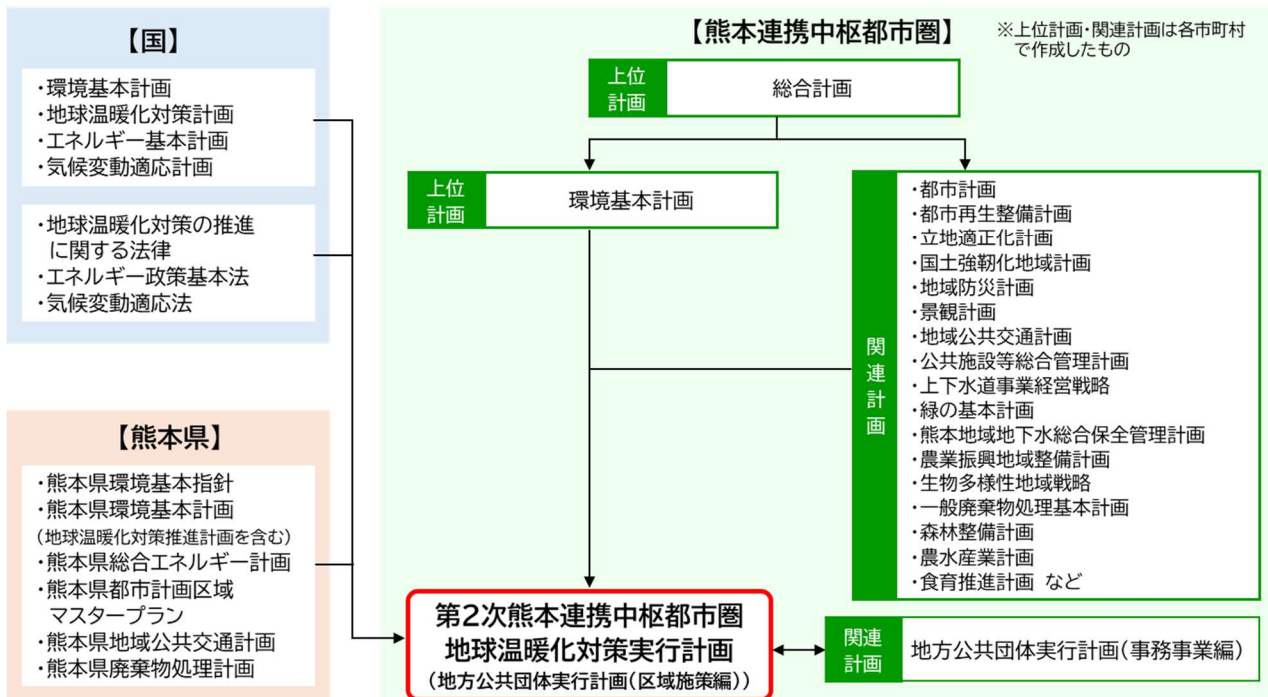 【国】
・環境基本計画
・地球温暖化対策計画
・エネルギー基本計画
・気候変動適応計画
・地球温暖化対策の推進
に関する法律
・エネルギー政策基本法
・気候変動適応法
【熊本県】
・熊本県環境基本指針
・熊本県環境基本計画
(地球温暖化対策推進計画を含む)
・熊本県総合エネルギー計画
・熊本県都市計画区域
マスタープラン
・熊本県地域公共交通計画
・熊本県廃棄物処理計画
【熊本連携中枢都市圏】
※上位計画・関連計画は各市町村
で作成したもの
上位
計画
総合計画
上位
計画
環境基本計画
関連計画
・都市計画
・都市再生整備計画
・立地適正化計画
・国土強靭化地域計画
・地域防災計画
・景観計画
・地域公共交通計画
・公共施設等総合管理計画
・上下水道事業経営戦略
・緑の基本計画
・熊本地域地下水総合保全管理計画
・農業振興地域整備計画
・生物多様性地域戦略
・一般廃棄物処理基本計画
・森林整備計画
・農水産業計画
・食育推進計画 など
第2次熊本連携中枢都市圏
地球温暖化対策実行計画
(地方公共団体実行計画(区域施策編))
関連
計画
地方公共団体実行計画(事務事業編)